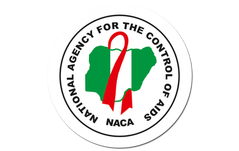 NATIONAL AGENCY FOR THE CONTROL OF AIDS
NACA